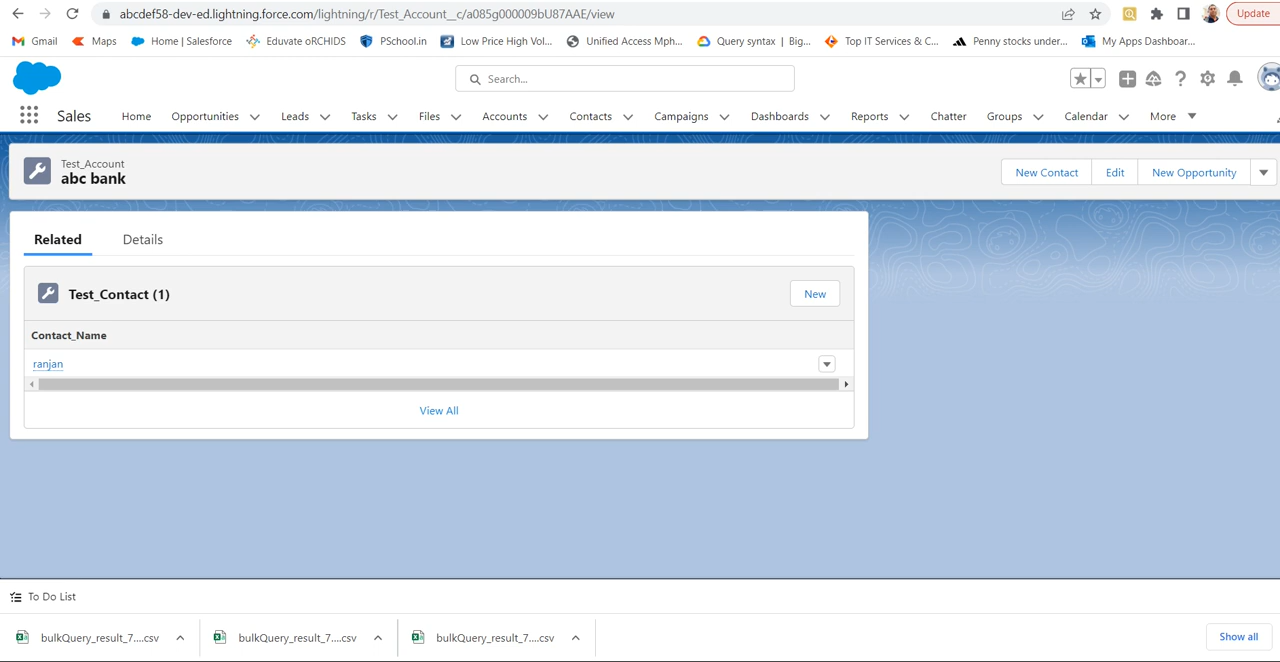 abcdef58-dev-ed.lightning.force.com/lightning/r/Test_Account__c/a085g000009bU87AAE/view
Update
Gmail Maps Home | Salesforce Eduvate oRCHIDS PSchool.in Low Price High Vol... Unified Access Mph... Query syntax | Big... Top IT Services & C... Penny stocks under... My Apps Dashboar...
Search...
Sales Home Opportunities Leads Tasks Files Accounts Contacts Campaigns Dashboards Reports Chatter Groups Calendar More
Test_Account
abc bank
New Contact Edit New Opportunity
Related Details
Test_Contact (1) New
Contact_Name
ranjan
View All
To Do List
bulkQuery_result_7....csv bulkQuery_result_7....csv bulkQuery_result_7....csv Show all